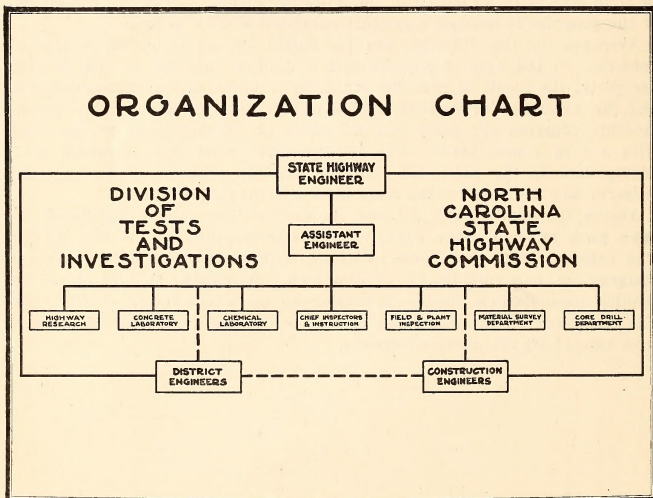 ORGANIZATION CHART
STATE HIGHWAY
ENGINEER
DIVISION
OF
TESTS
AND
INVESTIGATIONS
NORTH
CAROLINA
STATE
HIGHWAY
COMMISSION
ASSISTANT
ENGINEER
HIGHWAY
RESEARCH
CONCRETE
LABORATORY
CHEMICAL
LABORATORY
CHIEF INSPECTORS
& INSTRUCTION
FIELD & PLANT
INSPECTION
MATERIAL SURVEY
DEPARTMENT
CORE DRILL
DEPARTMENT
DISTRICT
ENGINEERS
CONSTRUCTION
ENGINEERS